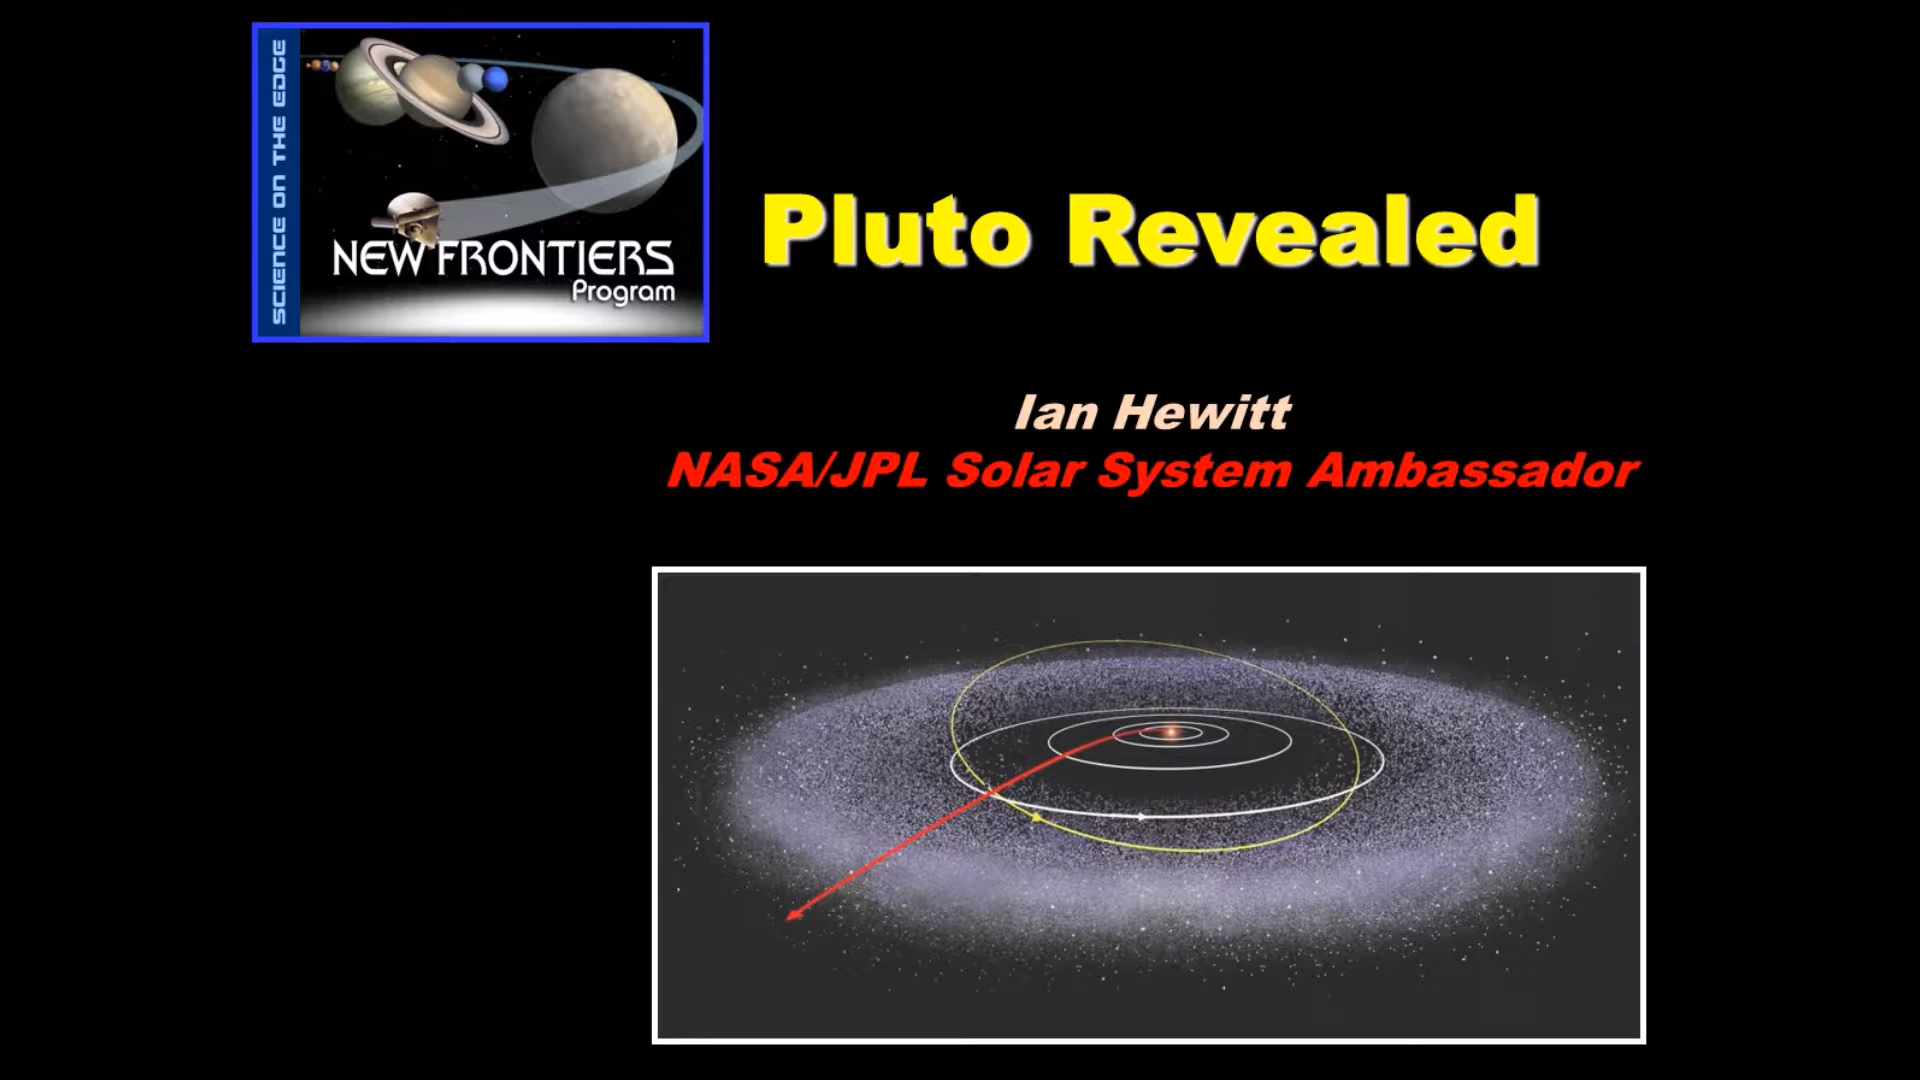 SCIENCE ON THE EDGE
NEW FRONTIERS
Program
Pluto Revealed
Ian Hewitt
NASA/JPL Solar System Ambassador